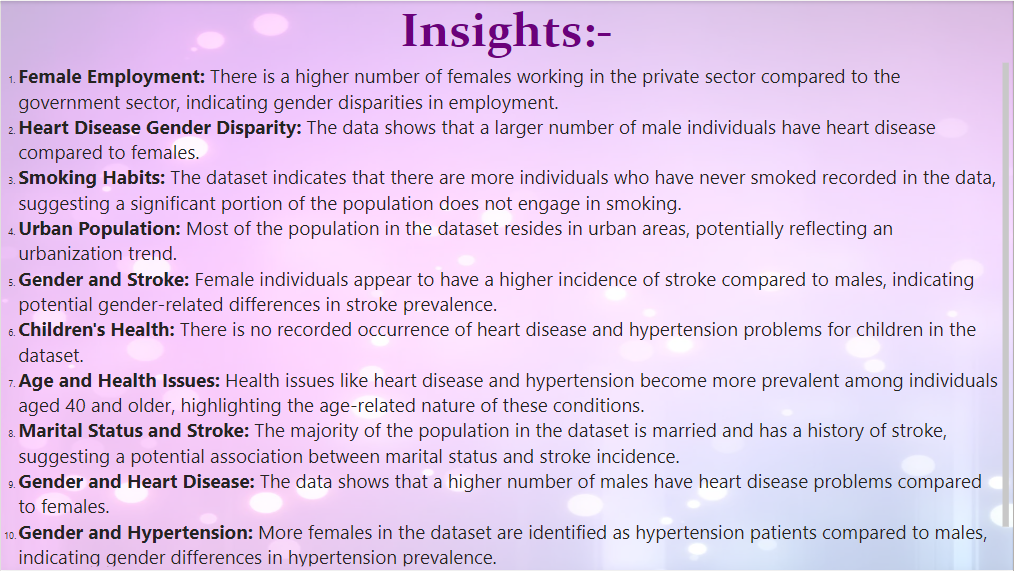 Insights:-
1. Female Employment: There is a higher number of females working in the private sector compared to the
government sector, indicating gender disparities in employment.
2. Heart Disease Gender Disparity: The data shows that a larger number of male individuals have heart disease
compared to females.
3. Smoking Habits: The dataset indicates that there are more individuals who have never smoked recorded in the data,
suggesting a significant portion of the population does not engage in smoking.
4. Urban Population: Most of the population in the dataset resides in urban areas, potentially reflecting an
urbanization trend.
5. Gender and Stroke: Female individuals appear to have a higher incidence of stroke compared to males, indicating
potential gender-related differences in stroke prevalence.
6. Children's Health: There is no recorded occurrence of heart disease and hypertension problems for children in the
dataset.
7. Age and Health Issues: Health issues like heart disease and hypertension become more prevalent among individuals
aged 40 and older, highlighting the age-related nature of these conditions.
8. Marital Status and Stroke: The majority of the population in the dataset is married and has a history of stroke,
suggesting a potential association between marital status and stroke incidence.
9. Gender and Heart Disease: The data shows that a higher number of males have heart disease problems compared
to females.
10. Gender and Hypertension: More females in the dataset are identified as hypertension patients compared to males,
indicating gender differences in hypertension prevalence.